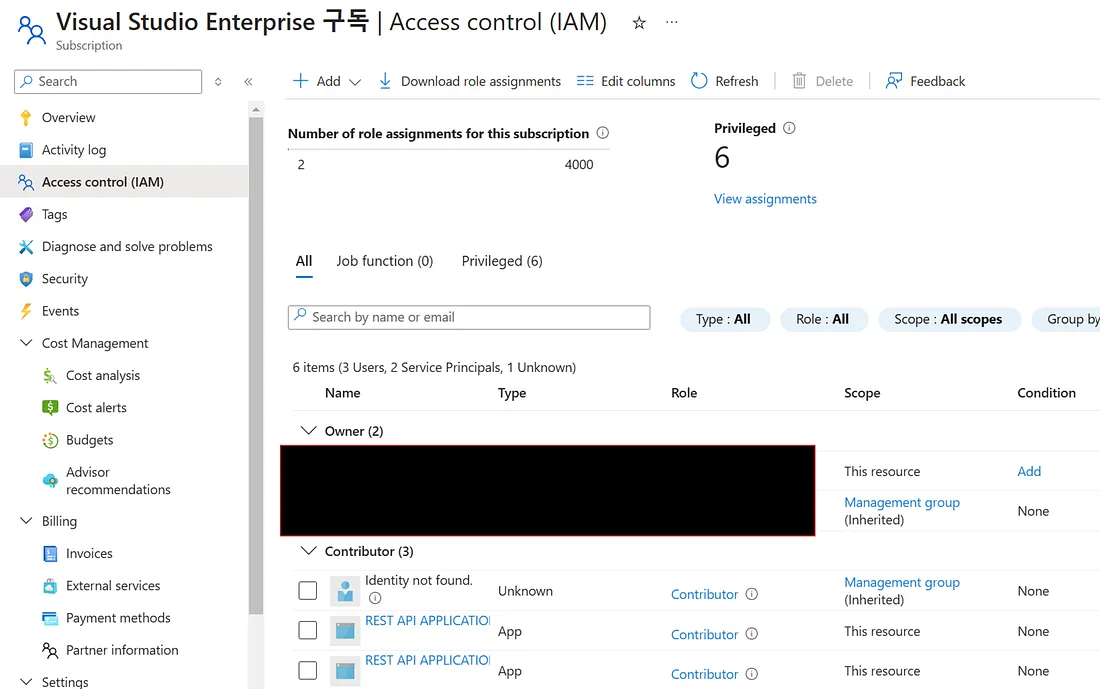 Visual Studio Enterprise 구독 | Access control (IAM)
Subscription
Search
Add
Download role assignments
Edit columns
Refresh
Delete
Feedback
Overview
Activity log
Access control (IAM)
Tags
Diagnose and solve problems
Security
Events
Cost Management
Cost analysis
Cost alerts
Budgets
Advisor
recommendations
Billing
Invoices
External services
Payment methods
Partner information
Settings
Number of role assignments for this subscription
2 4000
Privileged
6
View assignments
All Job function (0) Privileged (6)
Search by name or email
Type : All
Role : All
Scope : All scopes
Group by
6 items (3 Users, 2 Service Principals, 1 Unknown)
Name Type Role Scope Condition
Owner (2)
This resource Add
Management group
(Inherited) None
Contributor (3)
Identity not found. Unknown Contributor Management group
(Inherited) None
REST API APPLICATIO App Contributor This resource None
REST API APPLICATIO App Contributor This resource None